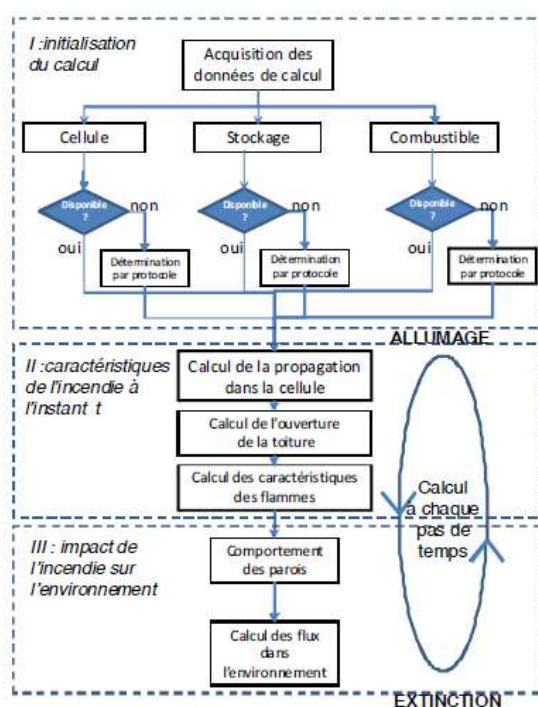 I :initialisation
du calcul
Acquisition des
données de calcul
Cellule
Stockage
Combustible
Disponible
?
non
oui
Disponible
?
non
oui
Disponible
?
non
oui
Détermination
par protocole
Détermination
par protocole
Détermination
par protocole
ALLUMAGE
II :caractéristiques
de l'incendie à
l'instant t
Calcul de la propagation
dans la cellule
Calcul de l'ouverture
de la toiture
Calcul des caractéristiques
des flammes
Calcul
à chaque
pas de
temps
III : impact de
l'incendie sur
l'environnement
Comportement
des parois
Calcul des flux
dans
l'environnement
EXTINCTION